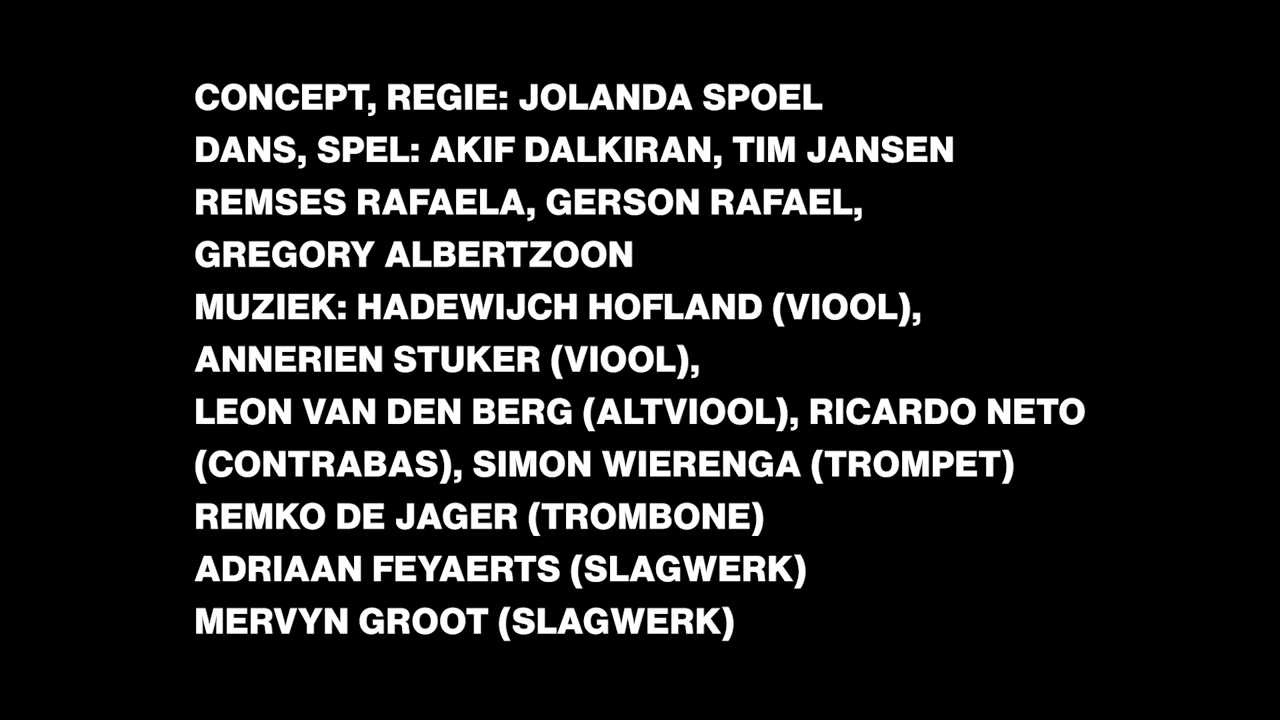 CONCEPT, REGIE: JOLANDA SPOEL
DANS, SPEL: AKIF DALKIRAN, TIM JANSEN
REMSES RAFAELA, GERSON RAFAEL,
GREGORY ALBERTZOON
MUZIEK: HADEWIJCH HOFLAND (VIOOL),
ANNERIEN STUKER (VIOOL),
LEON VAN DEN BERG (ALTVIOOL), RICARDO NETO
(CONTRABAS), SIMON WIERENGA (TROMPET)
REMKO DE JAGER (TROMBONE)
ADRIAAN FEYAERTS (SLAGWERK)
MERVYN GROOT (SLAGWERK)